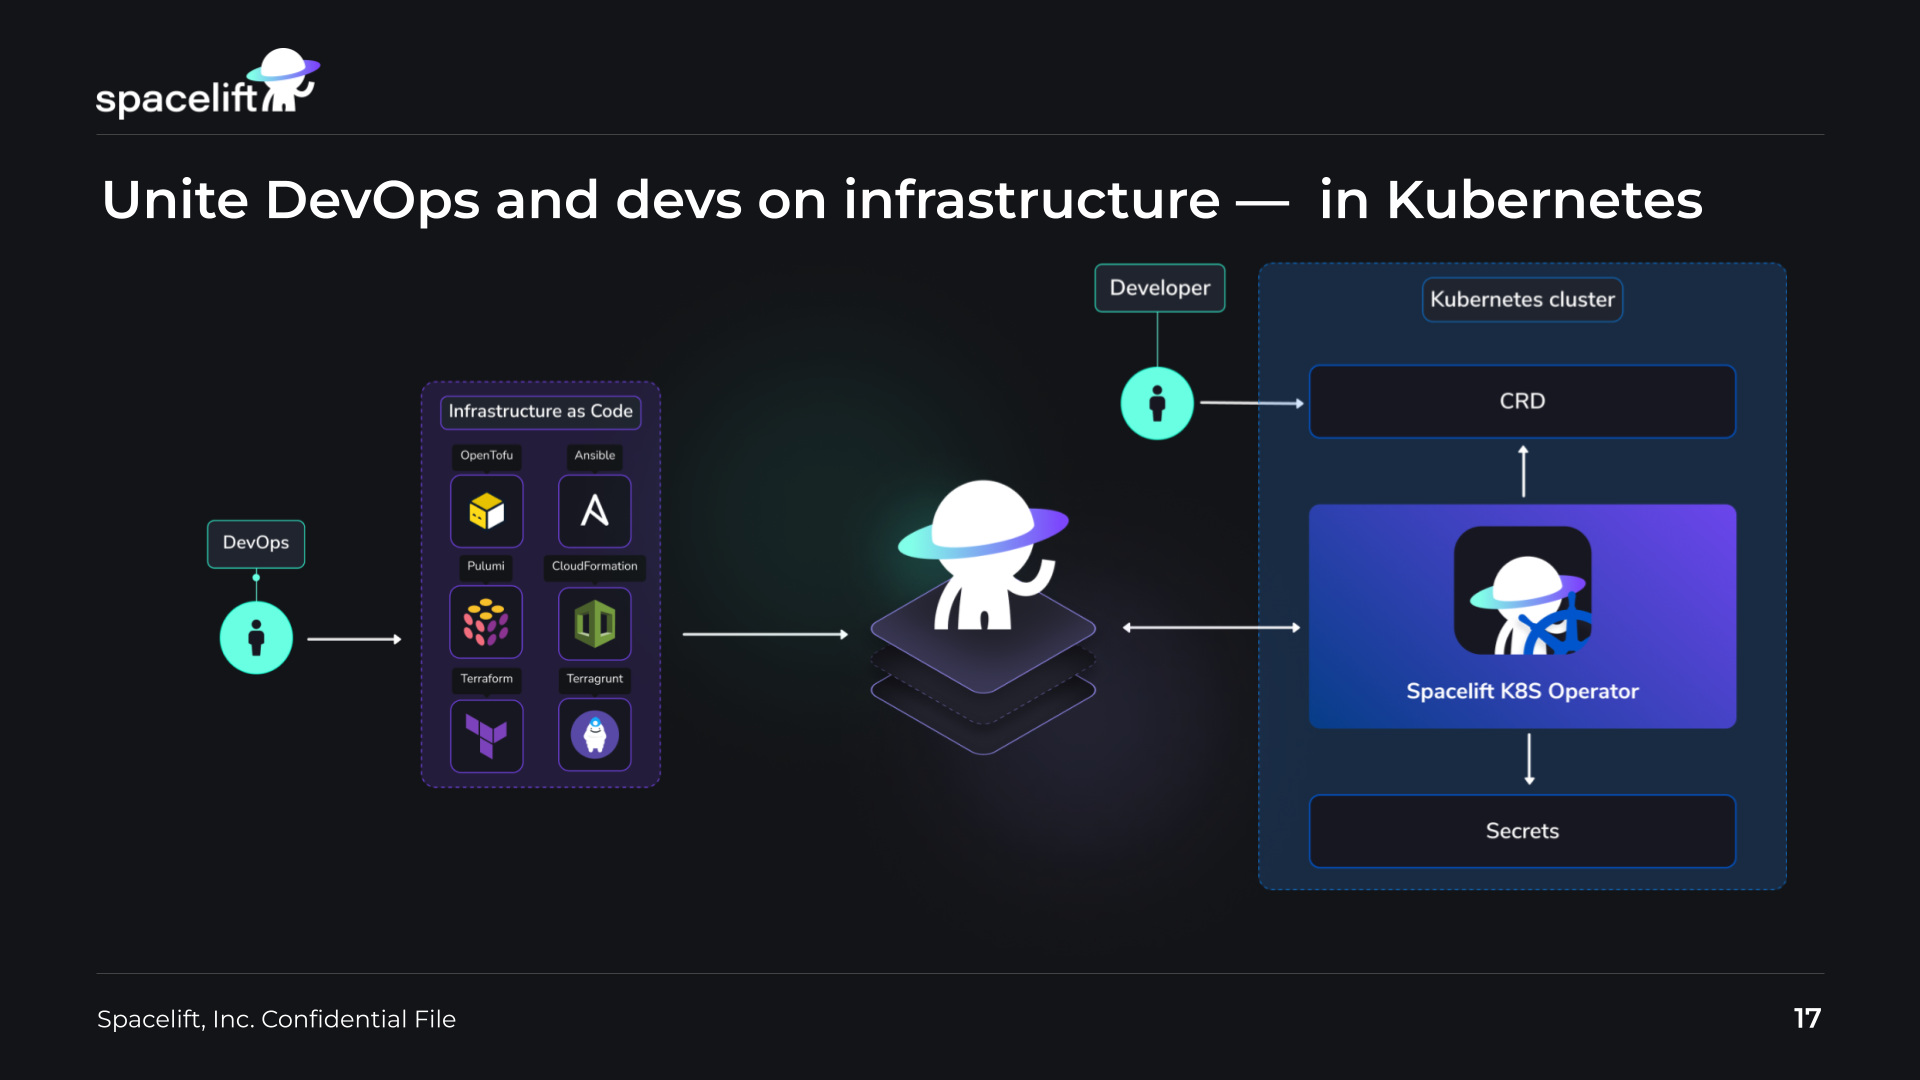 spacelift
Unite DevOps and devs on infrastructure — in Kubernetes
DevOps
Infrastructure as Code
OpenTofu
Ansible
Pulumi
CloudFormation
Terraform
Terragrunt
Developer
Kubernetes cluster
CRD
Spacelift K8S Operator
Secrets
Spacelift, Inc. Confidential File
17